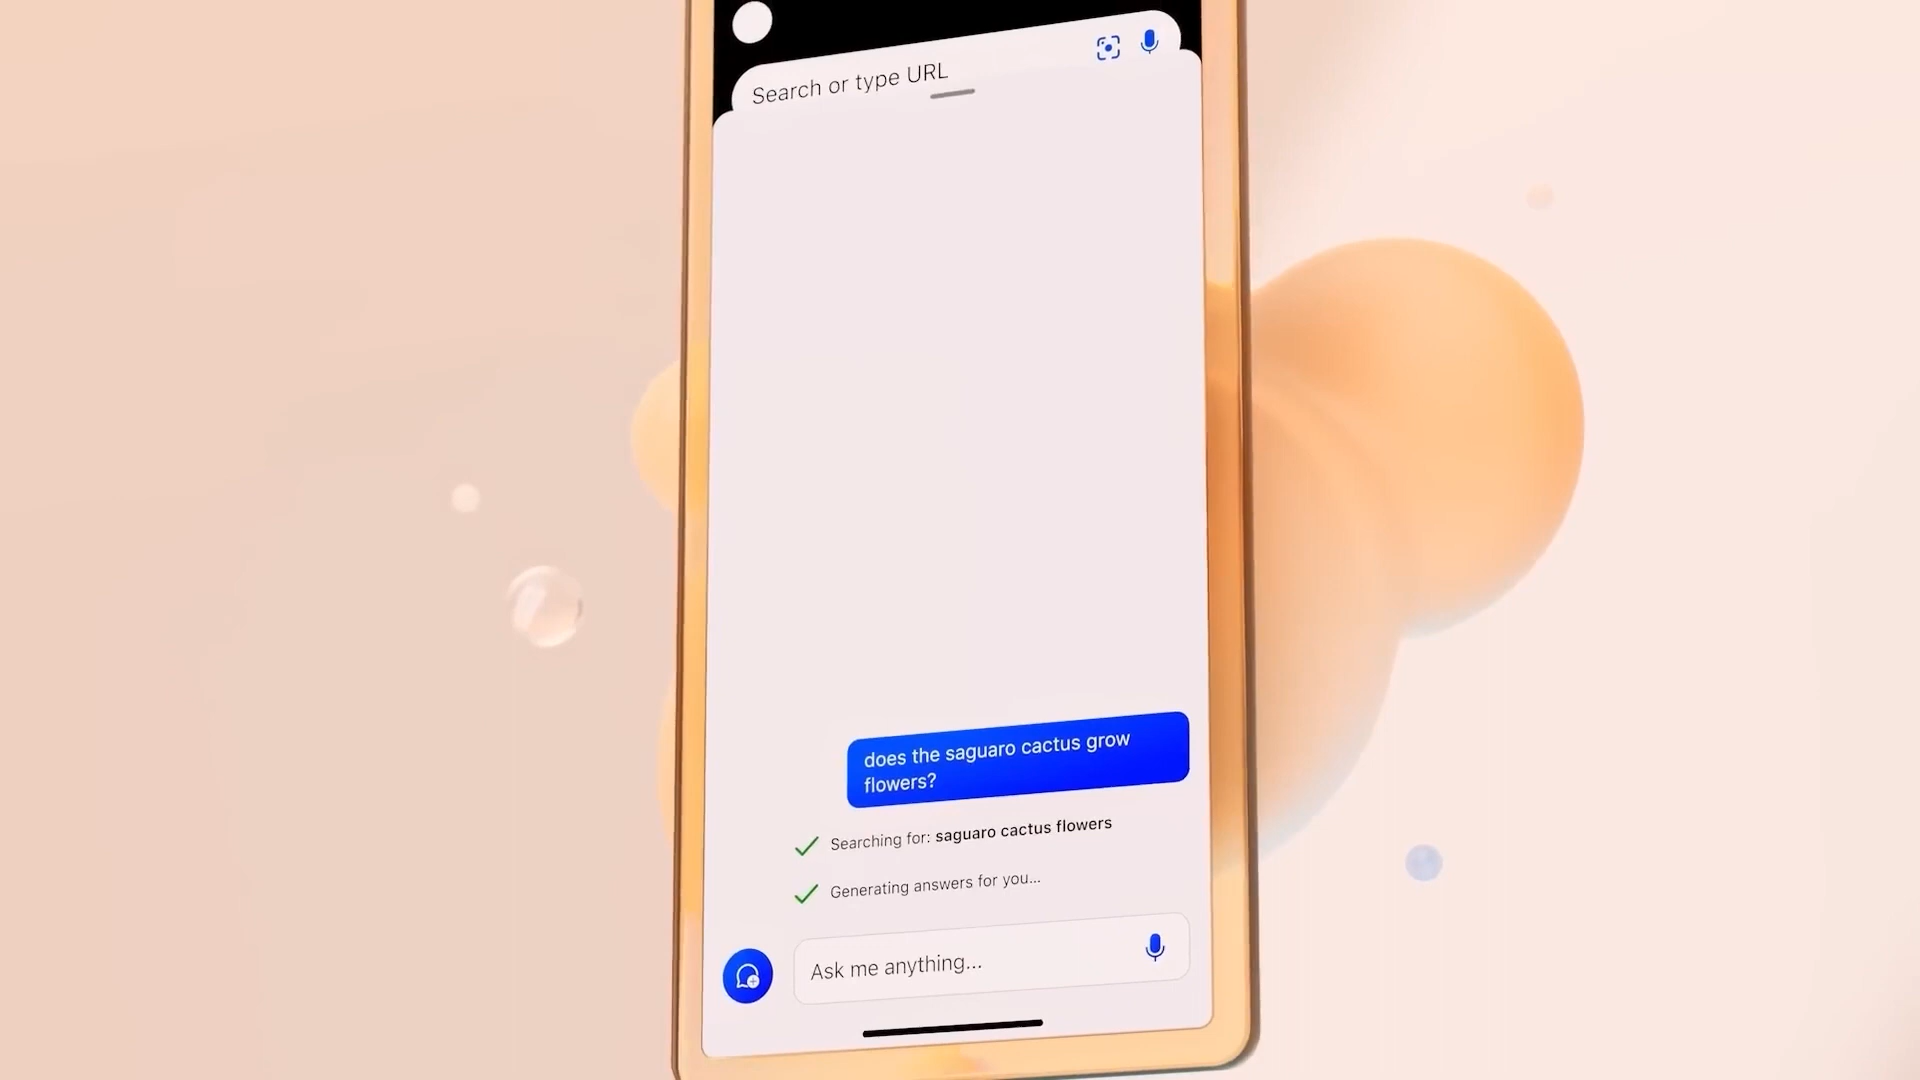 Search or type URL
does the saguaro cactus grow
flowers?
Searching for: saguaro cactus flowers
Generating answers for you...
Ask me anything...